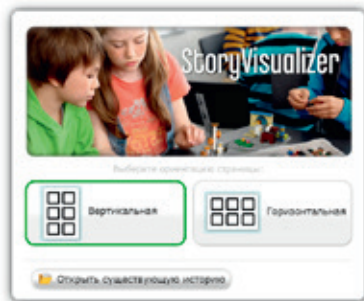 StoryVisualizer
Выберите ориентацию страницы:
Вертикальная
Горизонтальная
Открыть существующую историю